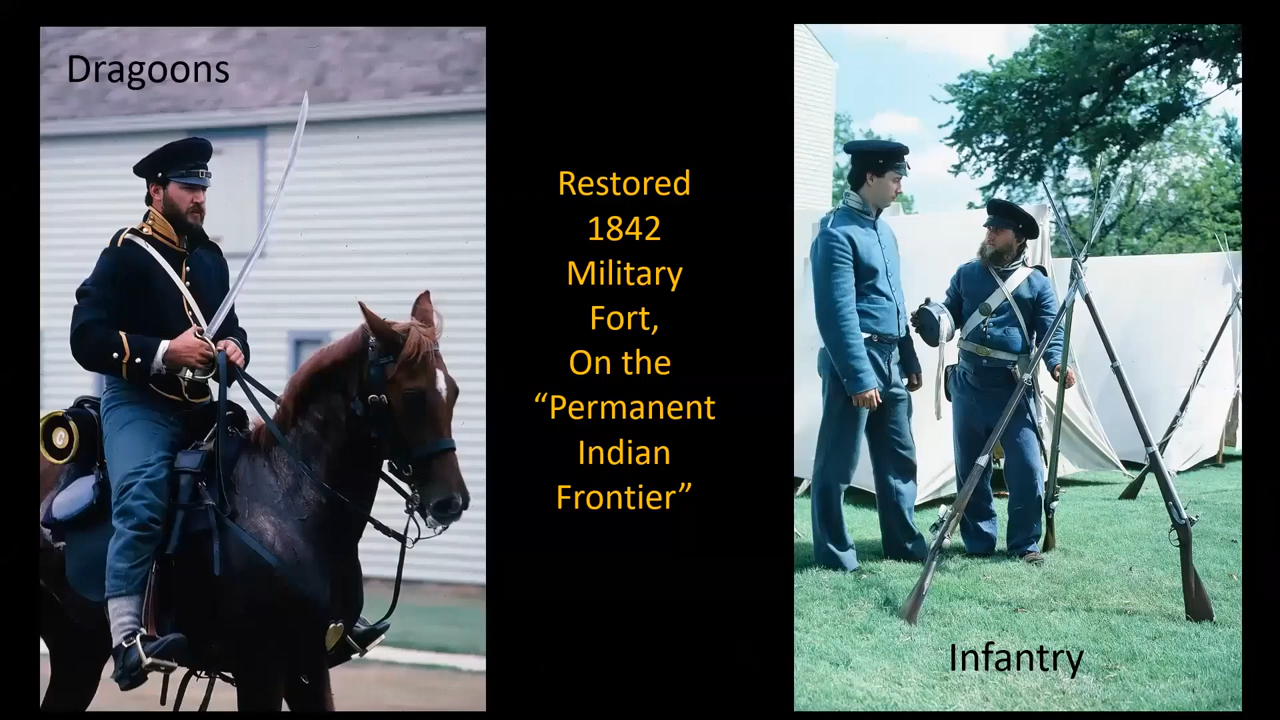 Dragoons
Restored
1842
Military
Fort,
On the
“Permanent
Indian
Frontier”
Infantry